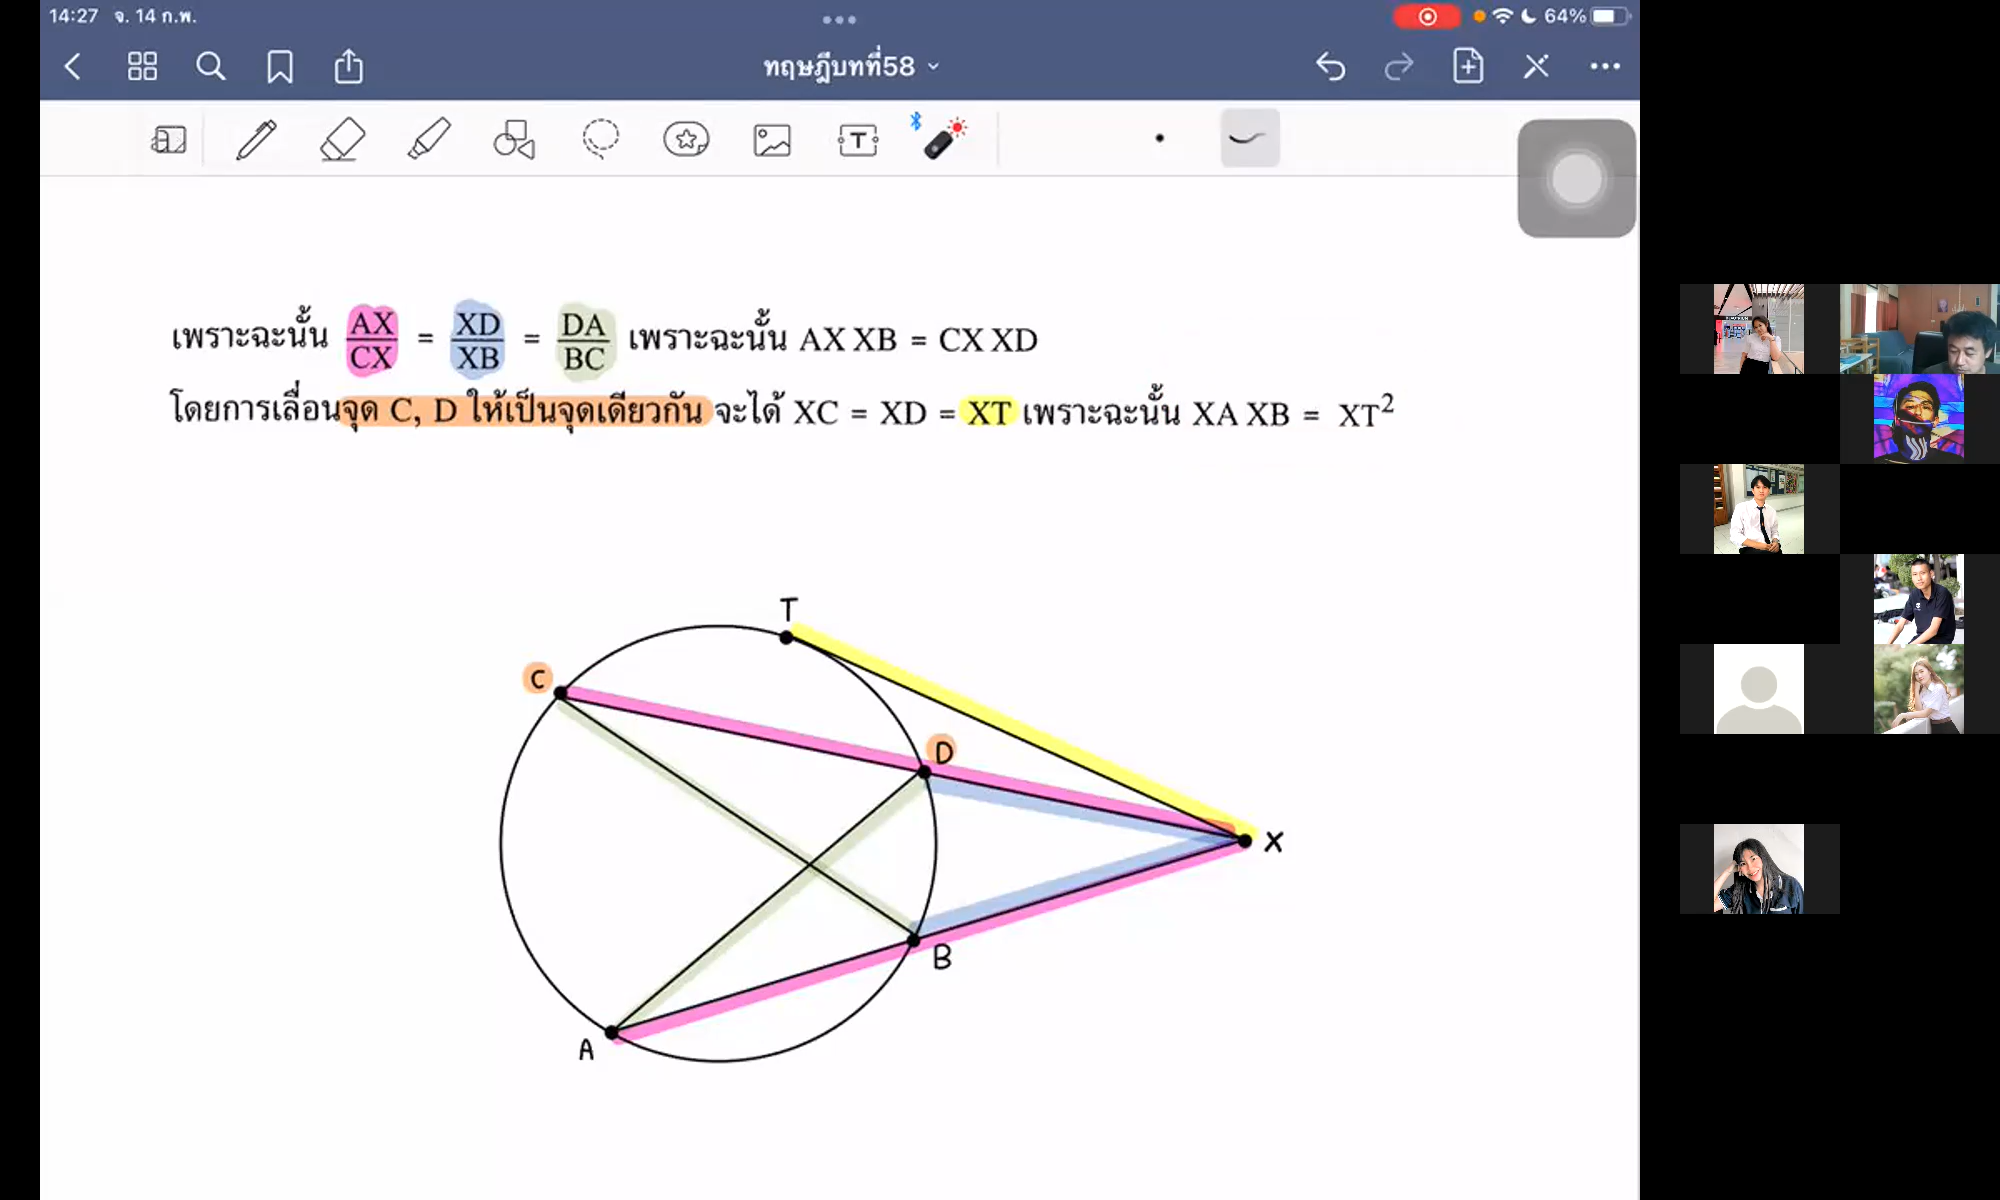 14:27 จ. 14 ก.พ.
64%
ทฤษฎีบทที่58
T
เพราะฉะนั้น AX/CX = XD/XB = DA/BC เพราะฉะนั้น AX XB = CX XD
โดยการเลื่อนจุด C, D ให้เป็นจุดเดียวกัน จะได้ XC = XD = XT เพราะฉะนั้น XA XB = XT²
T
C
D
X
B
A